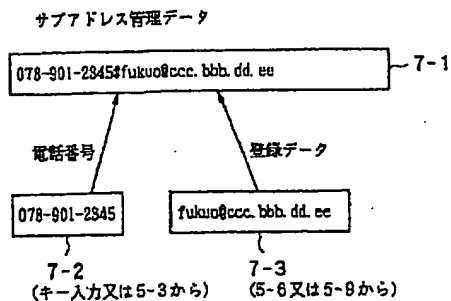 サブアドレス管理データ
078-901-2345#fukuo@ccc.bbb.dd.ee
7-1
電話番号
登録データ
078-901-2345
fukuo@ccc.bbb.dd.ee
7-2
(キー入力又は5-3から)
7-3
(5-6又は5-9から)